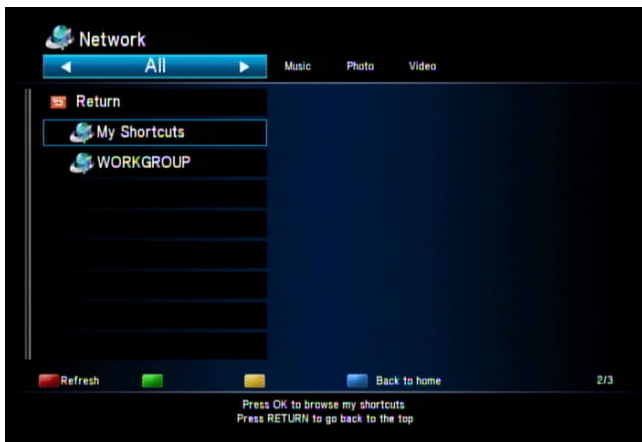 Network
All Music Photo Video
Return
My Shortcuts
WORKGROUP
Refresh Back to home 2/3
Press OK to browse my shortcuts
Press RETURN to go back to the top